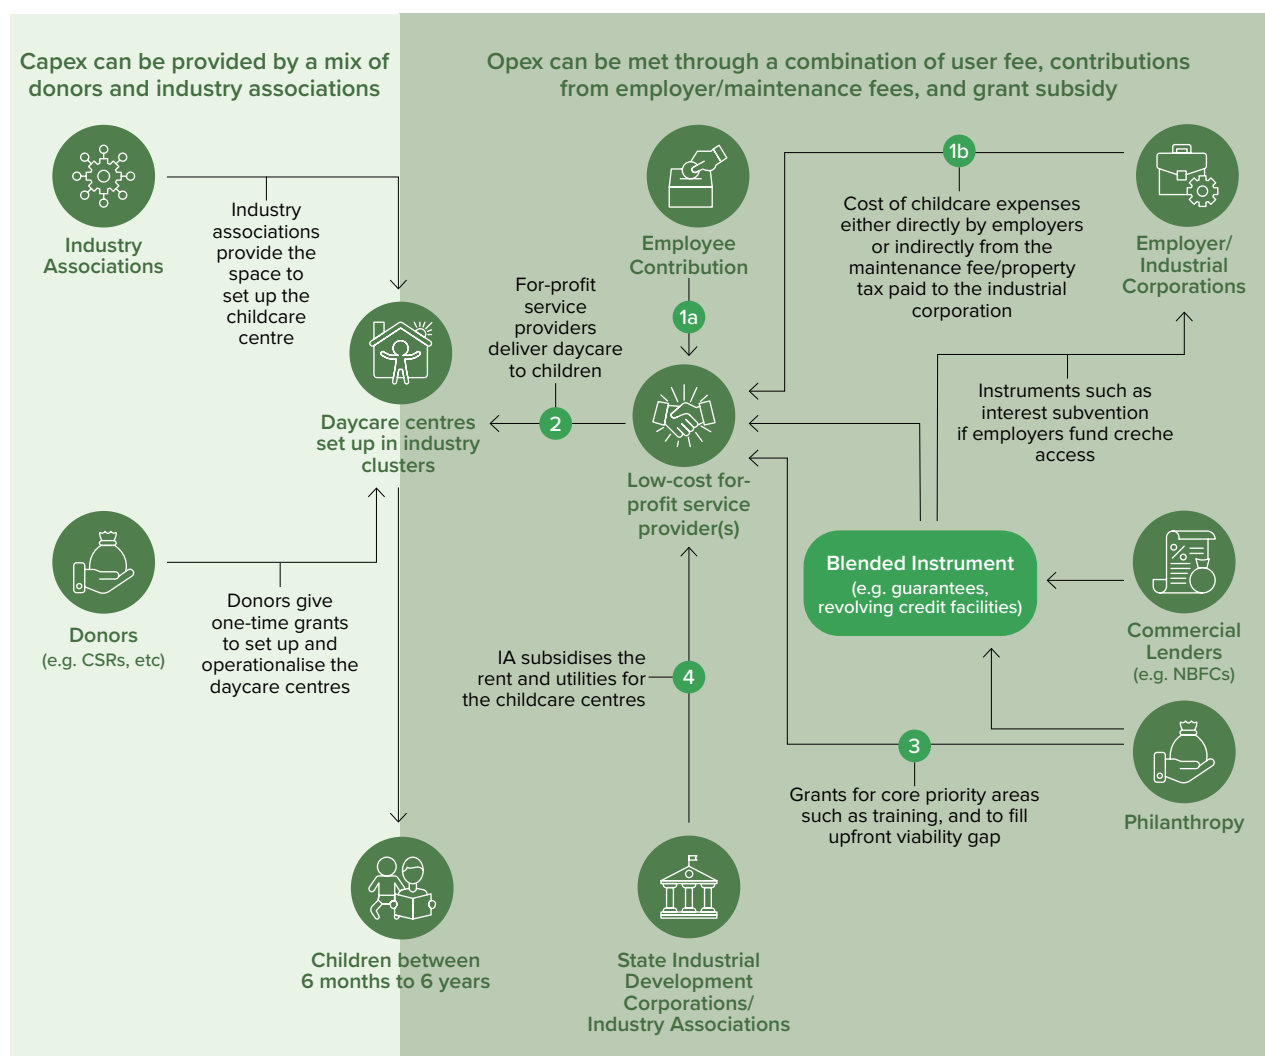 Capex can be provided by a mix of
donors and industry associations
Industry
Associations
Industry
associations
provide the
space to
set up the
childcare
centre
Daycare centres
set up in industry
clusters
Donors
(e.g. CSRs, etc)
Donors give
one-time grants
to set up and
operationalise the
daycare centres
Children between
6 months to 6 years
Opex can be met through a combination of user fee, contributions
from employer/maintenance fees, and grant subsidy
Employee
Contribution
1a
For-profit
service
providers
deliver daycare
to children
2
Low-cost for-
profit service
provider(s)
1b
Cost of childcare expenses
either directly by employers
or indirectly from the
maintenance fee/property
tax paid to the industrial
corporation
Employer/
Industrial
Corporations
Instruments such as
interest subvention
if employers fund creche
access
Blended Instrument
(e.g. guarantees,
revolving credit facilities)
Commercial
Lenders
(e.g. NBFCs)
IA subsidises the
rent and utilities for
the childcare centres
4
3
Grants for core priority areas
such as training, and to fill
upfront viability gap
Philanthropy
State Industrial
Development
Corporations/
Industry Associations